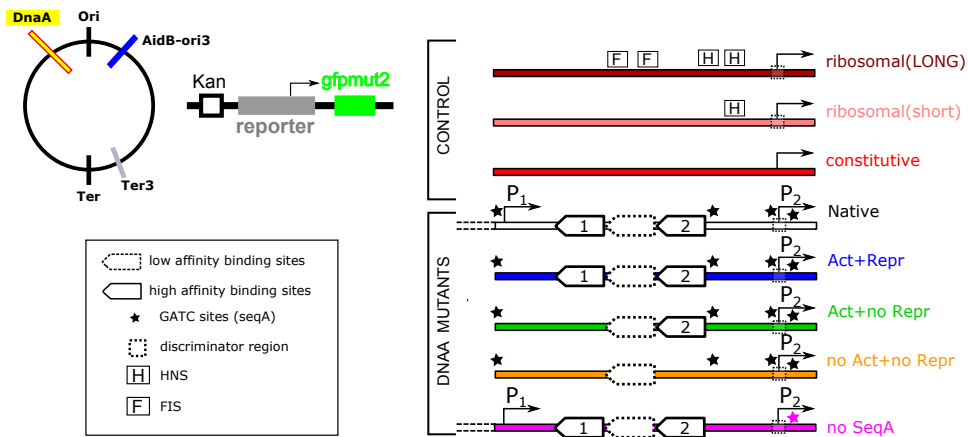 DnaA
Ori
AidB-ori3
Ter
Ter3
Kan
gfpmut2
reporter
low affinity binding sites
high affinity binding sites
GATC sites (seqA)
discriminator region
H HNS
F FIS
CONTROL
F F H H ribosomal(LONG)
H ribosomal(short)
constitutive
DNAA MUTANTS
P1 P2 Native
1 2
P2 Act+Repr
1 2
P2 Act+no Repr
2
P2 no Act+no Repr
P1 P2
1 2 no SeqA